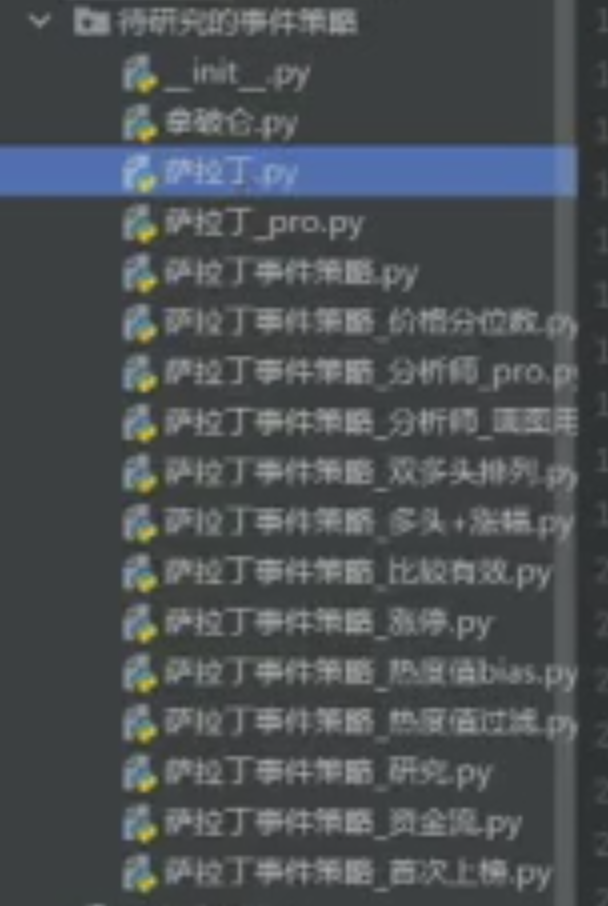 待研究的事件策略
__init__.py
拿破仑.py
萨拉丁.py
萨拉丁_pro.py
萨拉丁事件策略.py
萨拉丁事件策略_价格分位数.py
萨拉丁事件策略_分析师_pro.py
萨拉丁事件策略_分析师_画图用
萨拉丁事件策略_双多头排列.py
萨拉丁事件策略_多头+涨幅.py
萨拉丁事件策略_比较有效.py
萨拉丁事件策略_涨停.py
萨拉丁事件策略_热度值bias.py
萨拉丁事件策略_热度值过滤.py
萨拉丁事件策略_研究.py
萨拉丁事件策略_资金流.py
萨拉丁事件策略_首次上榜.py